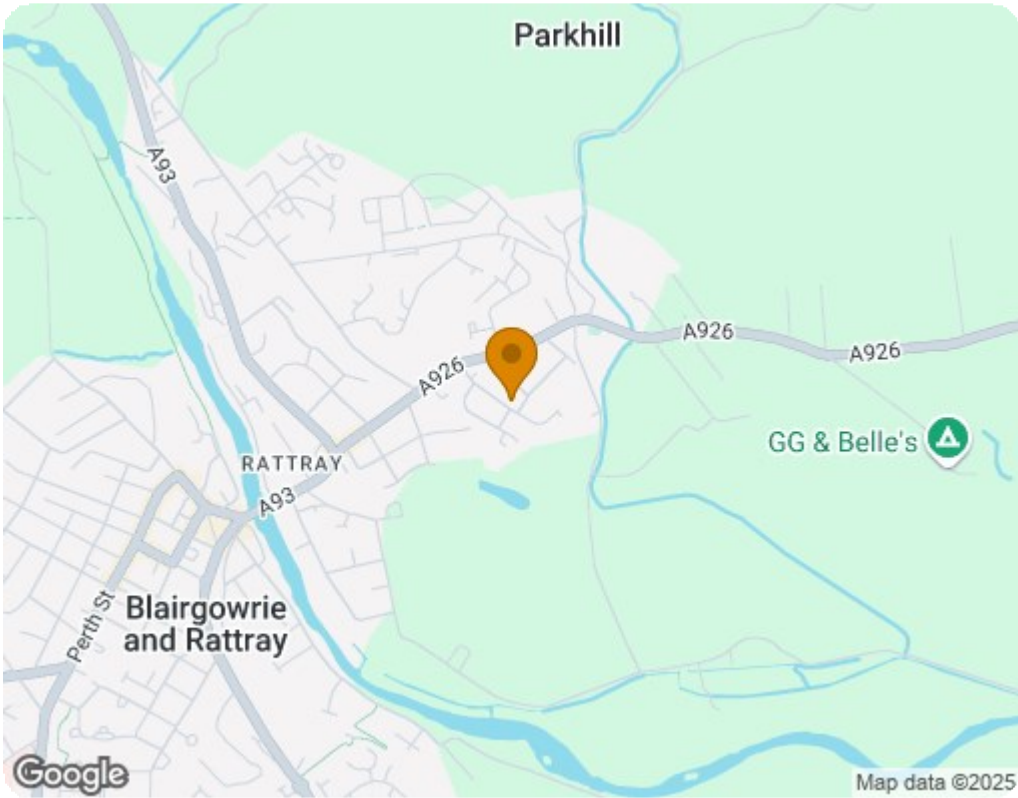 Parkhill
A93
A926
A926
A926
GG & Belle's
RATTRAY
A93
Perth St
Blairgowrie
and Rattray
Google
Map data ©2025